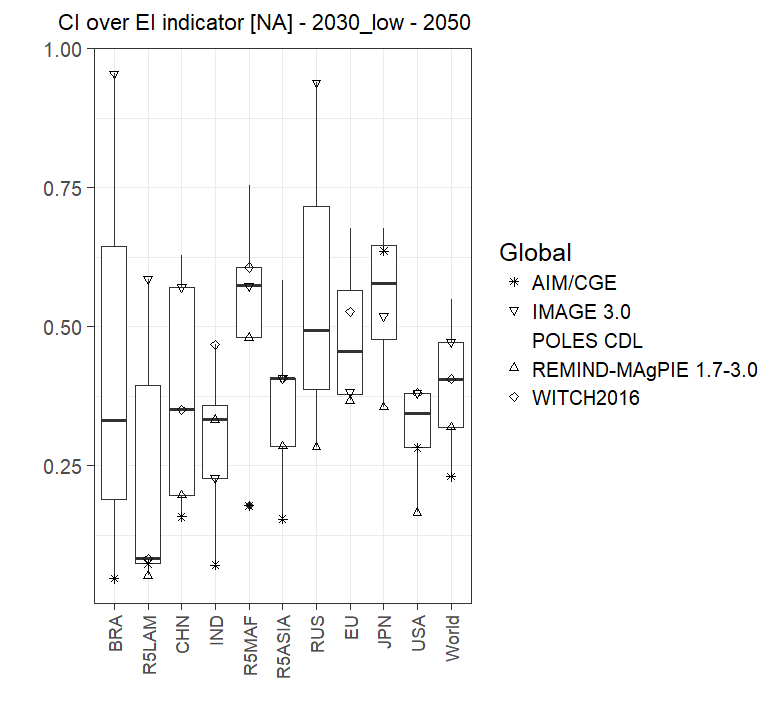 CI over EI indicator [NA] - 2030_low - 2050
1.00
0.75
0.50
0.25
BRA
R5LAM
CHN
IND
R5MAF
R5ASIA
RUS
EU
JPN
USA
World
Global
AIM/CGE
IMAGE 3.0
POLES CDL
REMIND-MAgPIE 1.7-3.0
WITCH2016